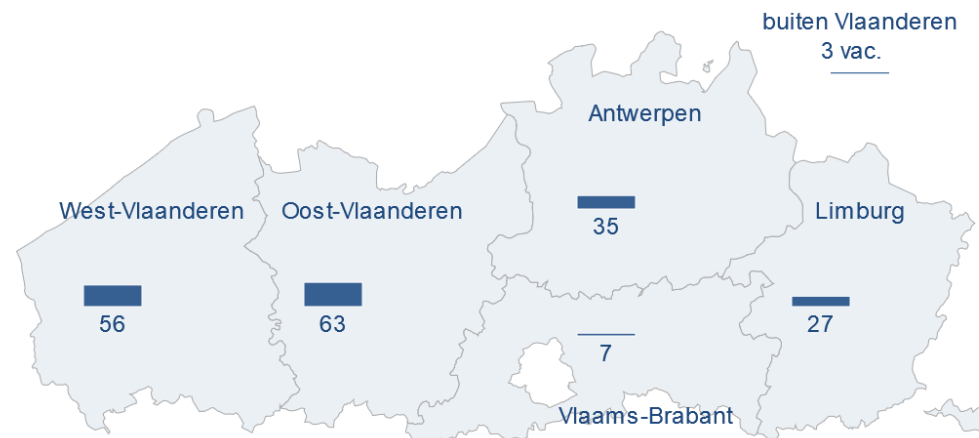 buiten Vlaanderen
3 vac.
Antwerpen
35
West-Vlaanderen
56
Oost-Vlaanderen
63
Limburg
27
7
Vlaams-Brabant